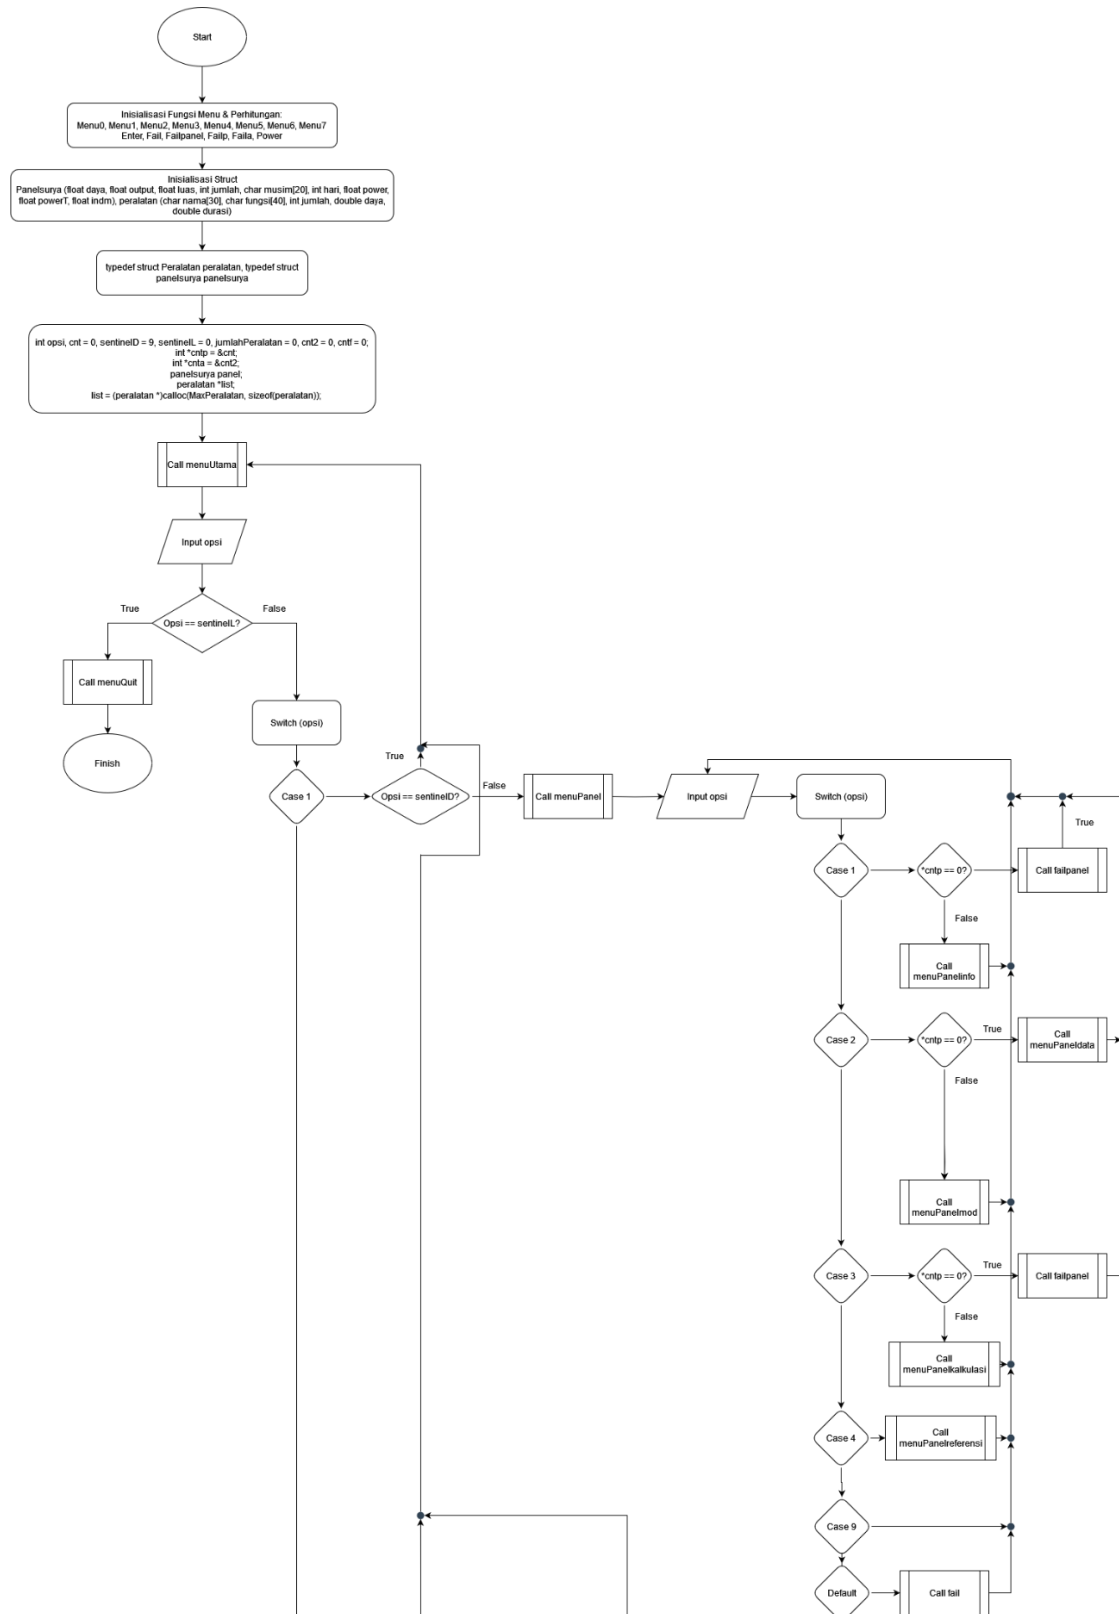 Start
Inisialisasi Fungsi Menu & Perhitungan:
Menu0, Menu1, Menu2, Menu3, Menu4, Menu5, Menu6, Menu7
Enter, Fail, Failpanel, Failp, Faila, Power
Inisialisasi Struct
Panelsurya (float daya, float output, float luas, int jumlah, char musim[20], int hari, float power,
float powerT, float indm), peralatan (char nama[30], char fungsi[40], int jumlah, double daya,
double durasi)
typedef struct Peralatan peralatan, typedef struct
panelsurya panelsurya
int opsi, cnt = 0, sentinelD = 9, sentinelL = 0, jumlahPeralatan = 0, cnt2 = 0, cntf = 0;
int *cntp = &cnt;
int *cnta = &cnt2;
panelsurya panel;
peralatan *list;
list = (peralatan *)calloc(MaxPeralatan, sizeof(peralatan));
Call menuUtama
Input opsi
True
False
Opsi == sentinelL?
Call menuQuit
Switch (opsi)
Finish
True
Case 1
Opsi == sentinelD?
False
Call menuPanel
Input opsi
Switch (opsi)
True
Case 1
*cntp == 0?
Call failpanel
False
Call
menuPanelinfo
Case 2
*cntp == 0?
True
Call
menuPaneldata
False
Call
menuPanelmod
Case 3
*cntp == 0?
True
Call failpanel
False
Call
menuPanelkalkulasi
Case 4
Call
menuPanelreferensi
Case 9
Default
Call fail